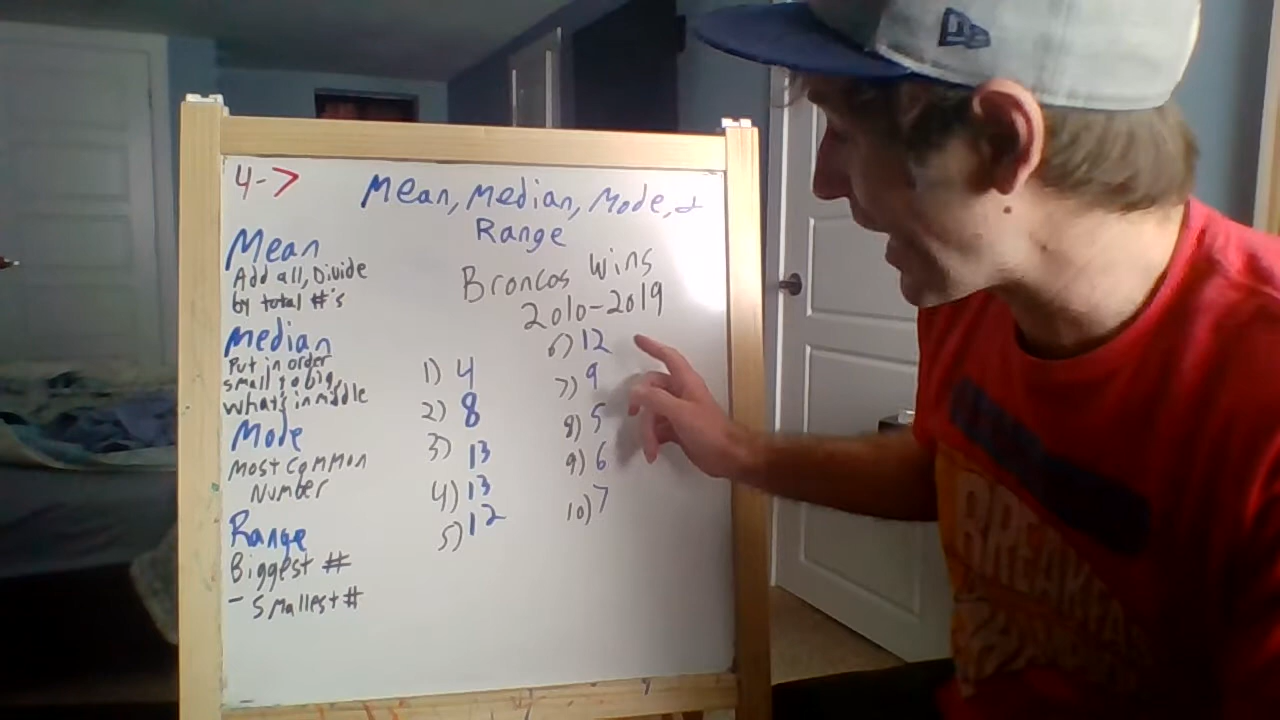 4->
Mean, Median, Mode, &
Range
Mean
Add all, Divide
by total #'s
Median
Put in order
small to big,
what's in middle
Mode
most common
Number
Range
Biggest #
- Smallest #
Broncos Wins
2010-2019
1) 4
2) 8
3) 13
4) 13
5) 12
6) 12
7) 9
8) 5
9) 6
10) 7
BREAKFAS